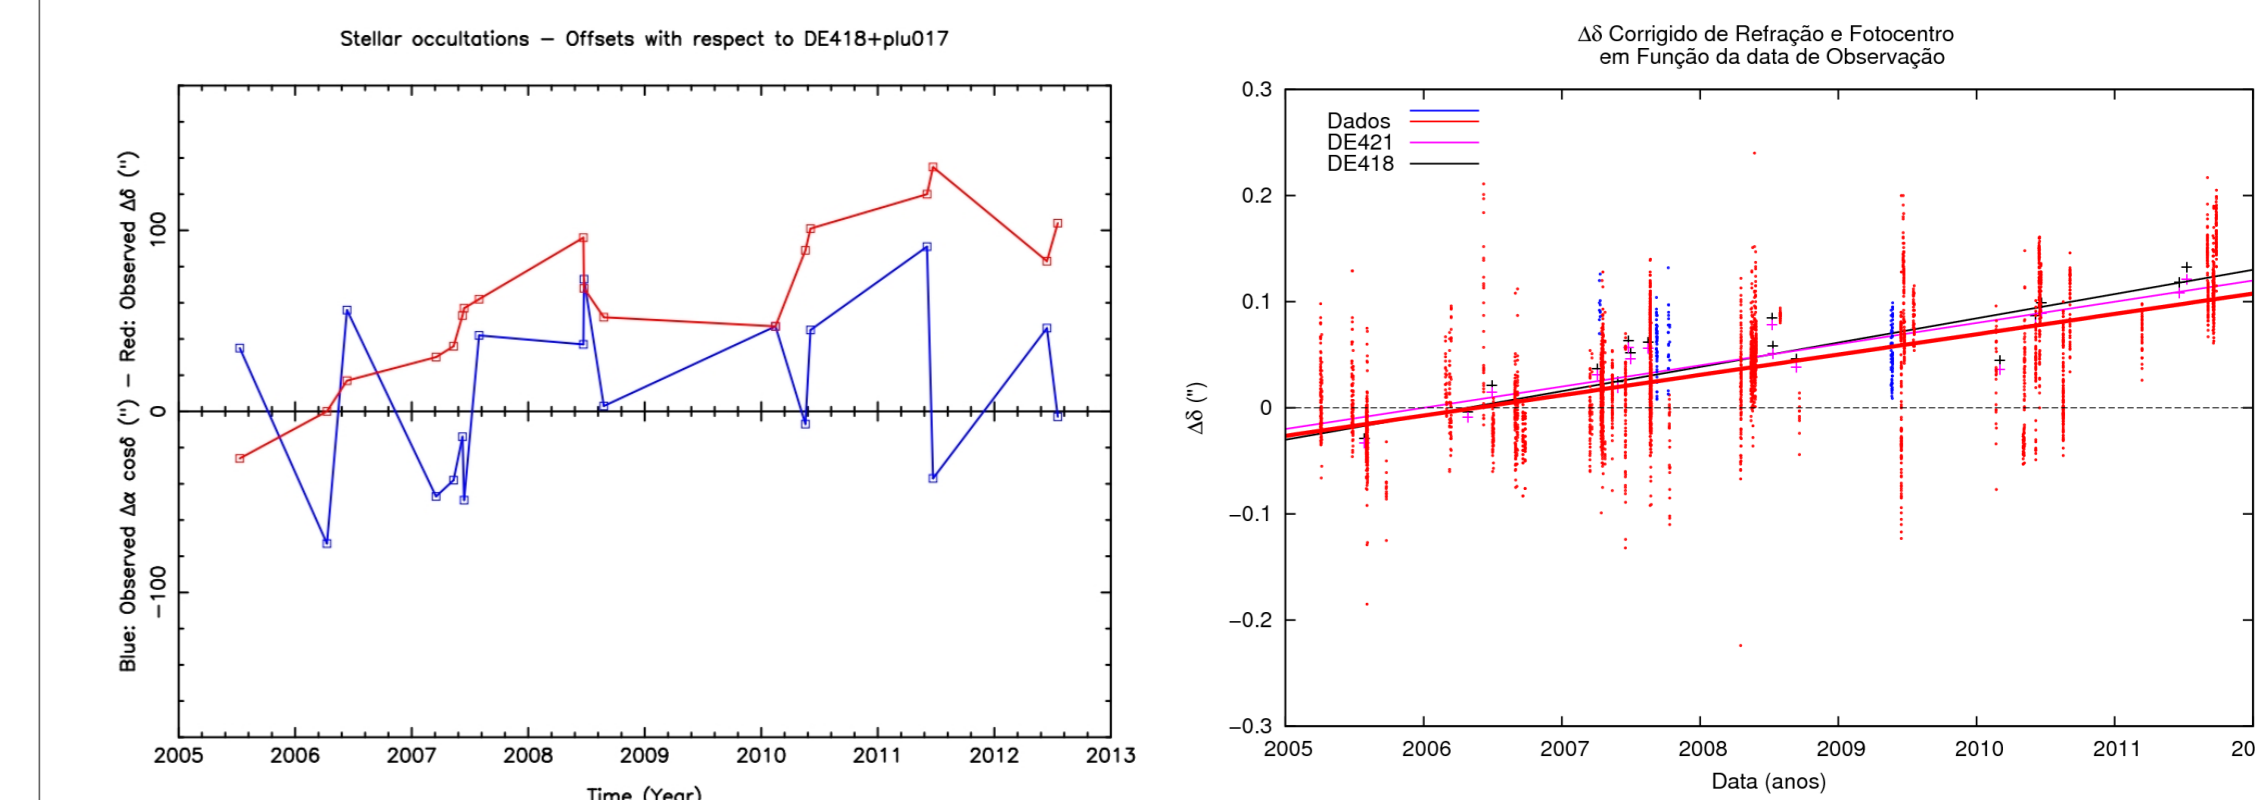 Stellar occultations – Offsets with respect to DE418+plu017
Blue: Observed Δα cosδ (") – Red: Observed Δδ (")
100
0
−100
2005 2006 2007 2008 2009 2010 2011 2012 2013
Time (Year)
Δδ Corrigido de Refração e Fotocentro
em Função da data de Observação
Dados
DE421
DE418
Δδ (")
0.3
0.2
0.1
0
−0.1
−0.2
−0.3
2005 2006 2007 2008 2009 2010 2011 20
Data (anos)